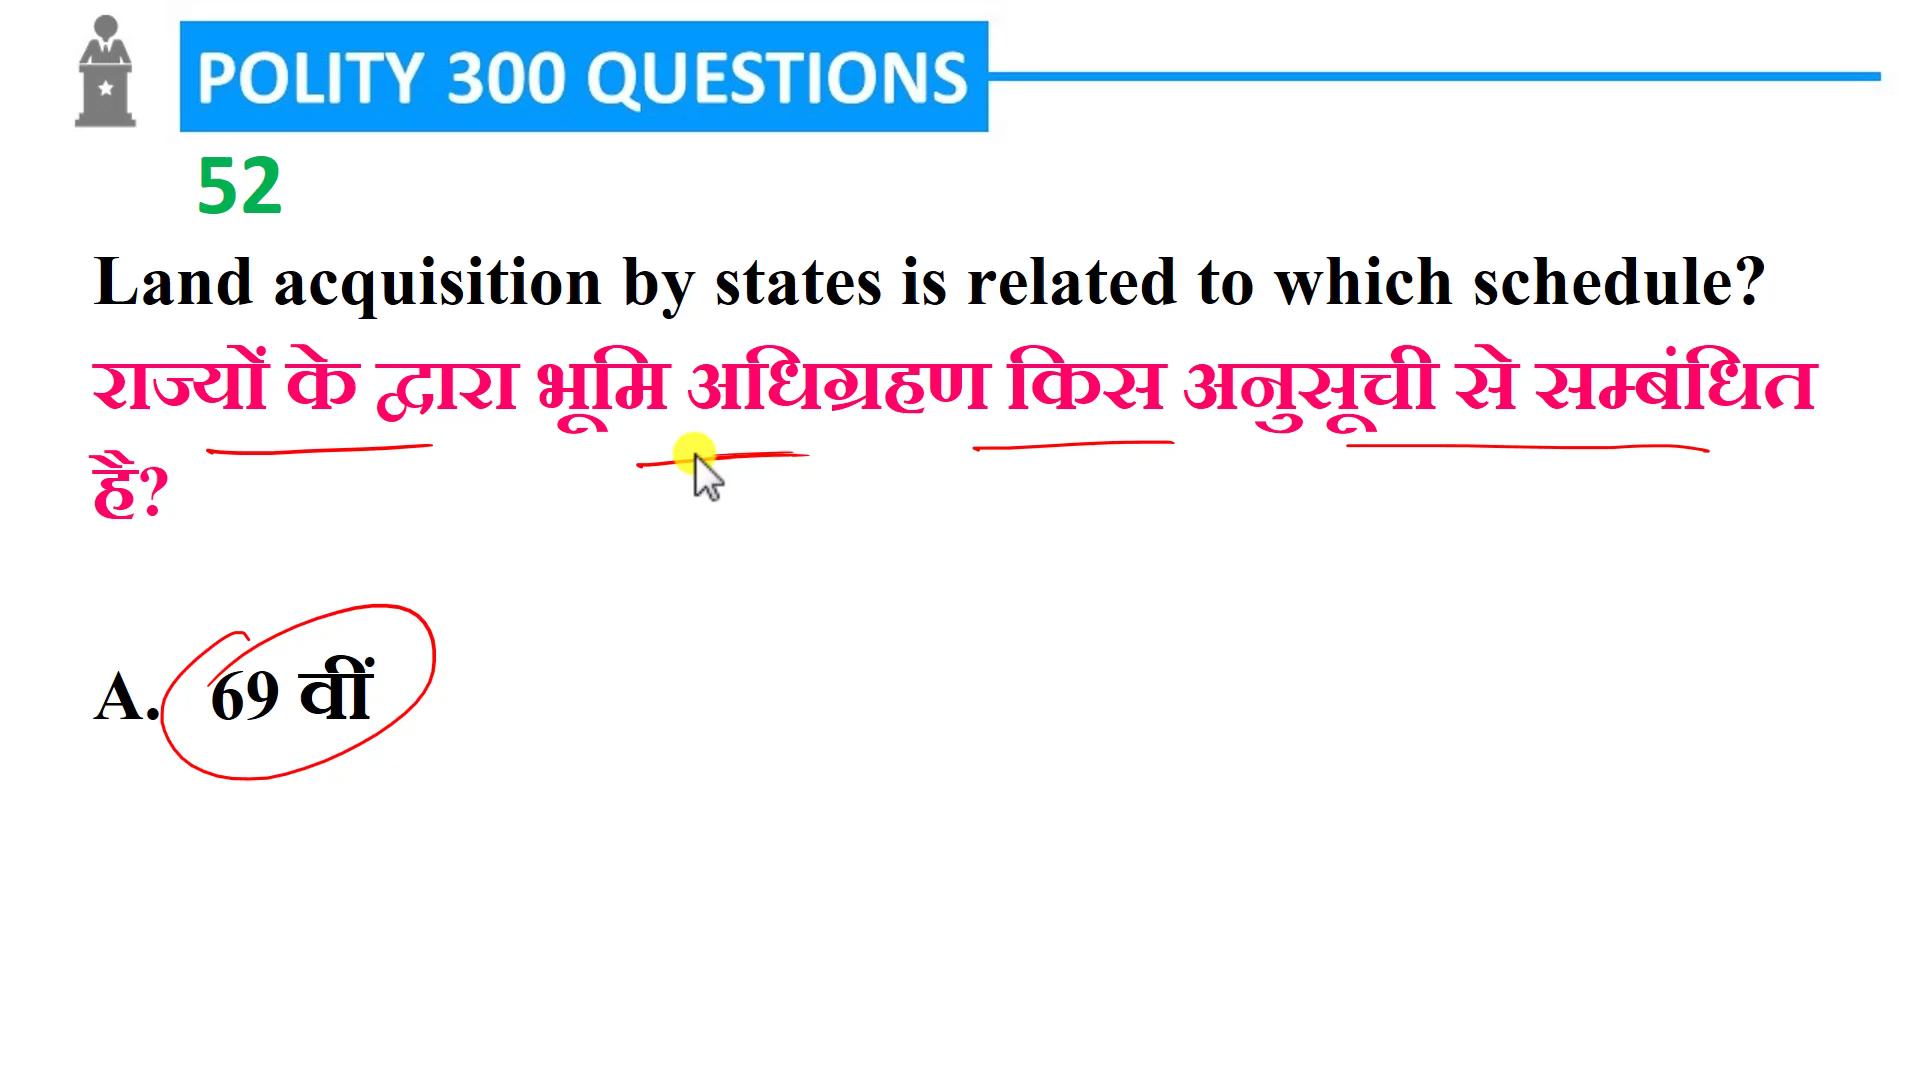 POLITY 300 QUESTIONS
52
Land acquisition by states is related to which schedule?
राज्यों के द्वारा भूमि अधिग्रहण किस अनुसूची से सम्बंधित
है?
A. 69 वीं